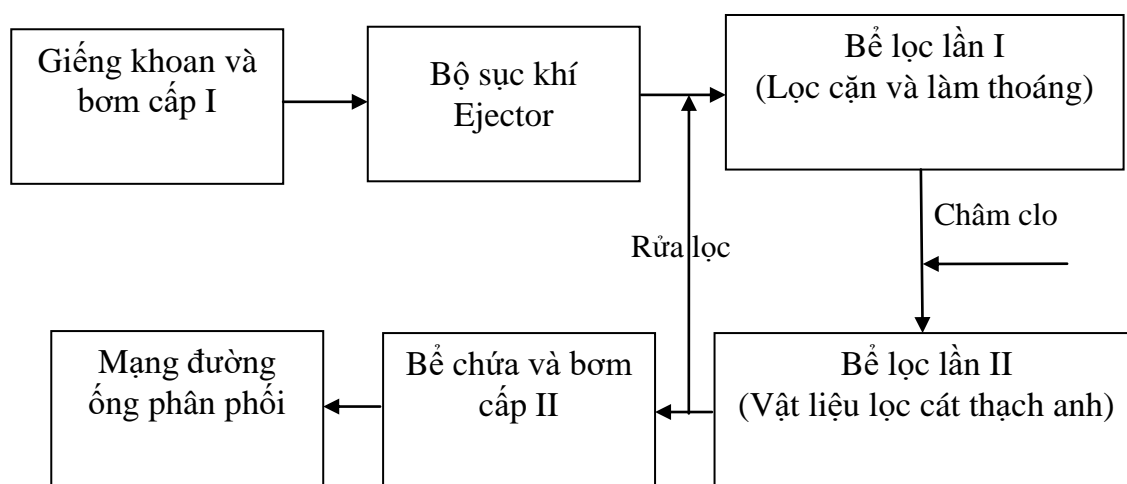 Giếng khoan và
bơm cấp I
Bộ sục khí
Ejector
Bể lọc lần I
(Lọc cặn và làm thoáng)
Châm clo
Rửa lọc
Mạng đường
ống phân phối
Bể chứa và bơm
cấp II
Bể lọc lần II
(Vật liệu lọc cát thạch anh)